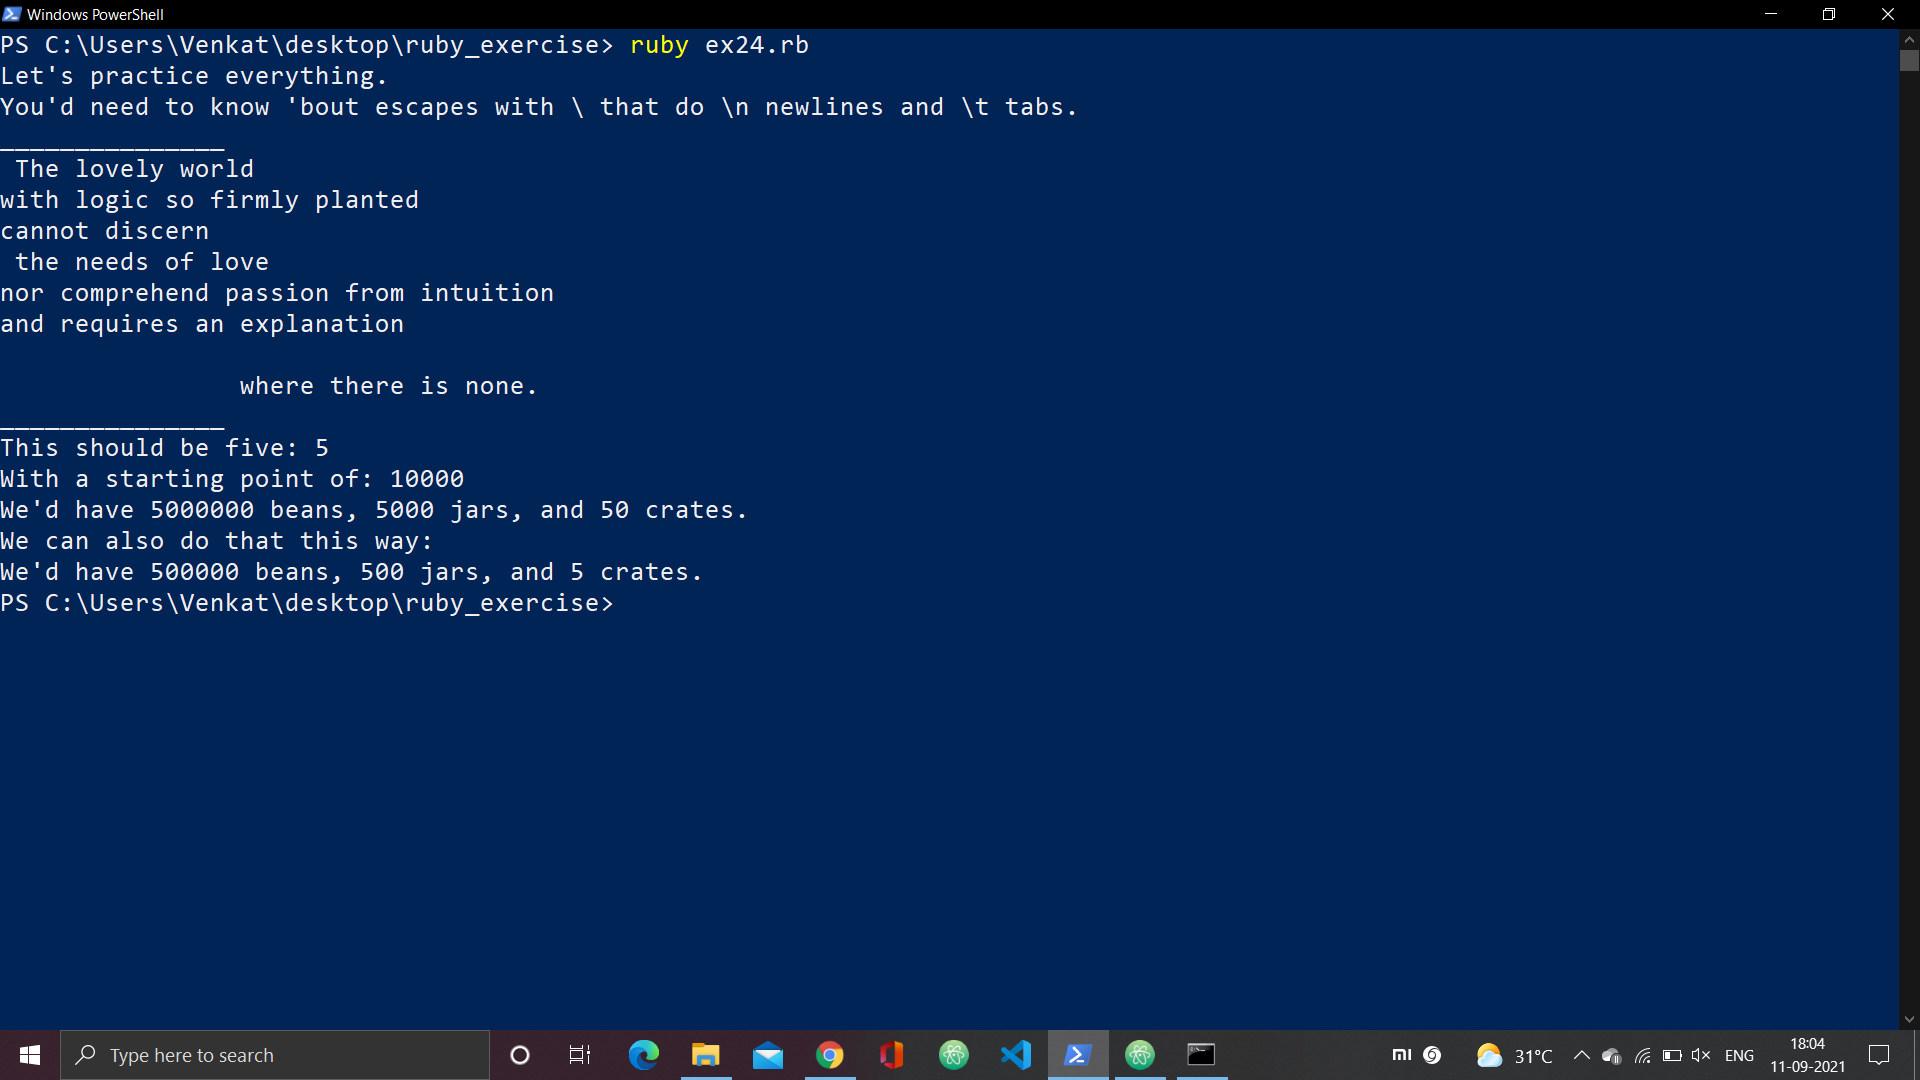 Windows PowerShell
PS C:\Users\Venkat\desktop\ruby_exercise> ruby ex24.rb
Let's practice everything.
You'd need to know 'bout escapes with \ that do \n newlines and \t tabs.
_______________
 The lovely world
with logic so firmly planted
cannot discern
 the needs of love
nor comprehend passion from intuition
and requires an explanation
                where there is none.
_______________
This should be five: 5
With a starting point of: 10000
We'd have 5000000 beans, 5000 jars, and 50 crates.
We can also do that this way:
We'd have 500000 beans, 500 jars, and 5 crates.
PS C:\Users\Venkat\desktop\ruby_exercise>
Type here to search
mi
31°C
ENG
18:04
11-09-2021